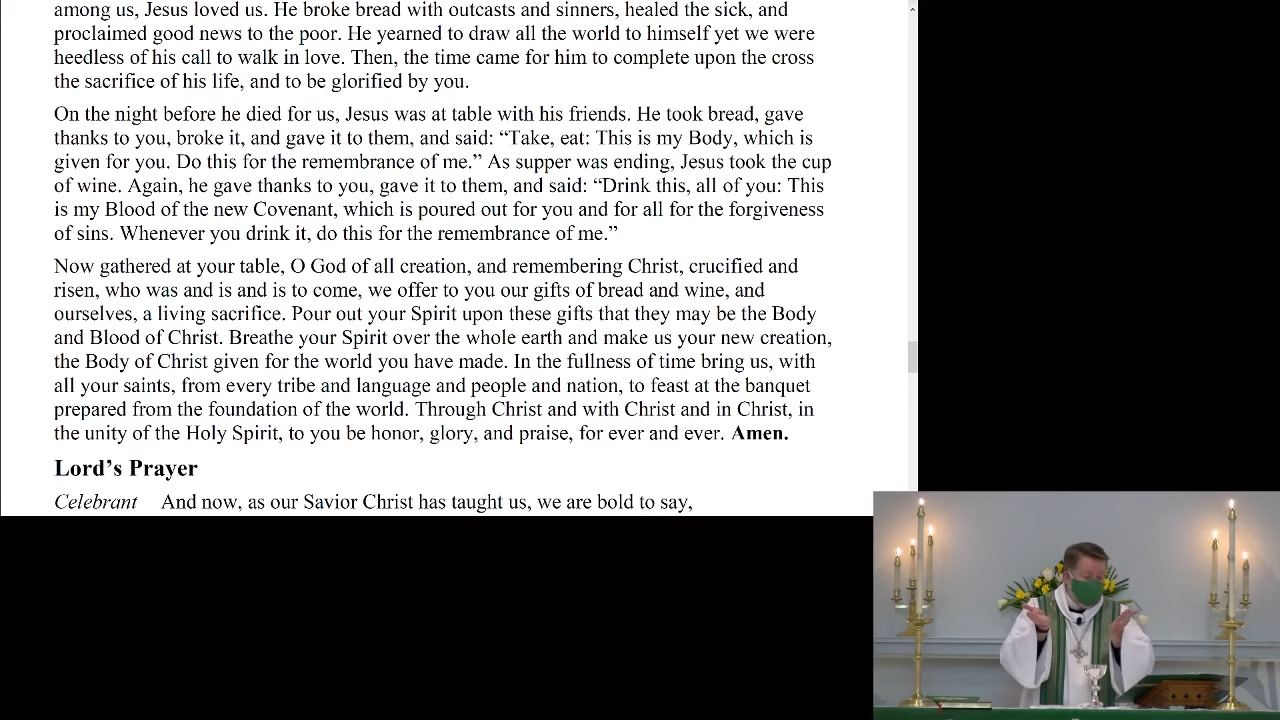 among us, Jesus loved us. He broke bread with outcasts and sinners, healed the sick, and
proclaimed good news to the poor. He yearned to draw all the world to himself yet we were
heedless of his call to walk in love. Then, the time came for him to complete upon the cross
the sacrifice of his life, and to be glorified by you.
On the night before he died for us, Jesus was at table with his friends. He took bread, gave
thanks to you, broke it, and gave it to them, and said: “Take, eat: This is my Body, which is
given for you. Do this for the remembrance of me.” As supper was ending, Jesus took the cup
of wine. Again, he gave thanks to you, gave it to them, and said: “Drink this, all of you: This
is my Blood of the new Covenant, which is poured out for you and for all for the forgiveness
of sins. Whenever you drink it, do this for the remembrance of me.”
Now gathered at your table, O God of all creation, and remembering Christ, crucified and
risen, who was and is and is to come, we offer to you our gifts of bread and wine, and
ourselves, a living sacrifice. Pour out your Spirit upon these gifts that they may be the Body
and Blood of Christ. Breathe your Spirit over the whole earth and make us your new creation,
the Body of Christ given for the world you have made. In the fullness of time bring us, with
all your saints, from every tribe and language and people and nation, to feast at the banquet
prepared from the foundation of the world. Through Christ and with Christ and in Christ, in
the unity of the Holy Spirit, to you be honor, glory, and praise, for ever and ever. Amen.
Lord’s Prayer
Celebrant And now, as our Savior Christ has taught us, we are bold to say,